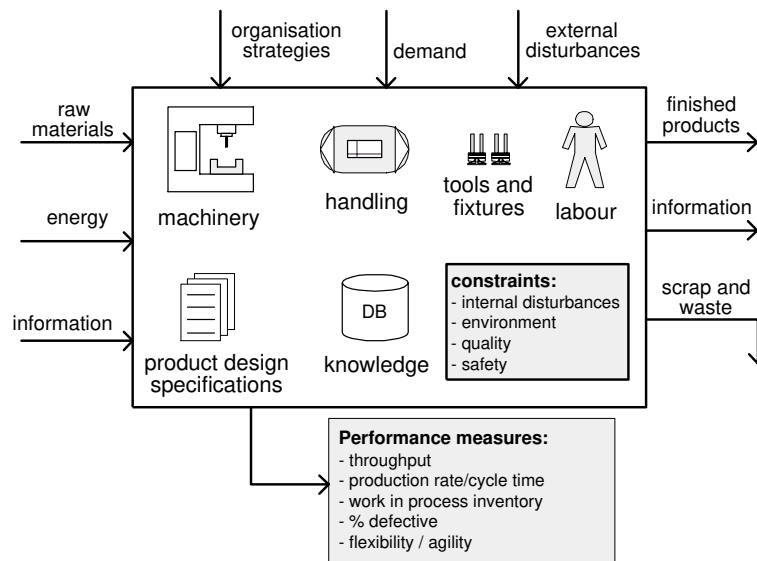 organisation
strategies
demand
external
disturbances
raw
materials
energy
information
machinery
handling
tools and
fixtures
labour
product design
specifications
DB
knowledge
constraints:
- internal disturbances
- environment
- quality
- safety
finished
products
information
scrap and
waste
Performance measures:
- throughput
- production rate/cycle time
- work in process inventory
- % defective
- flexibility / agility